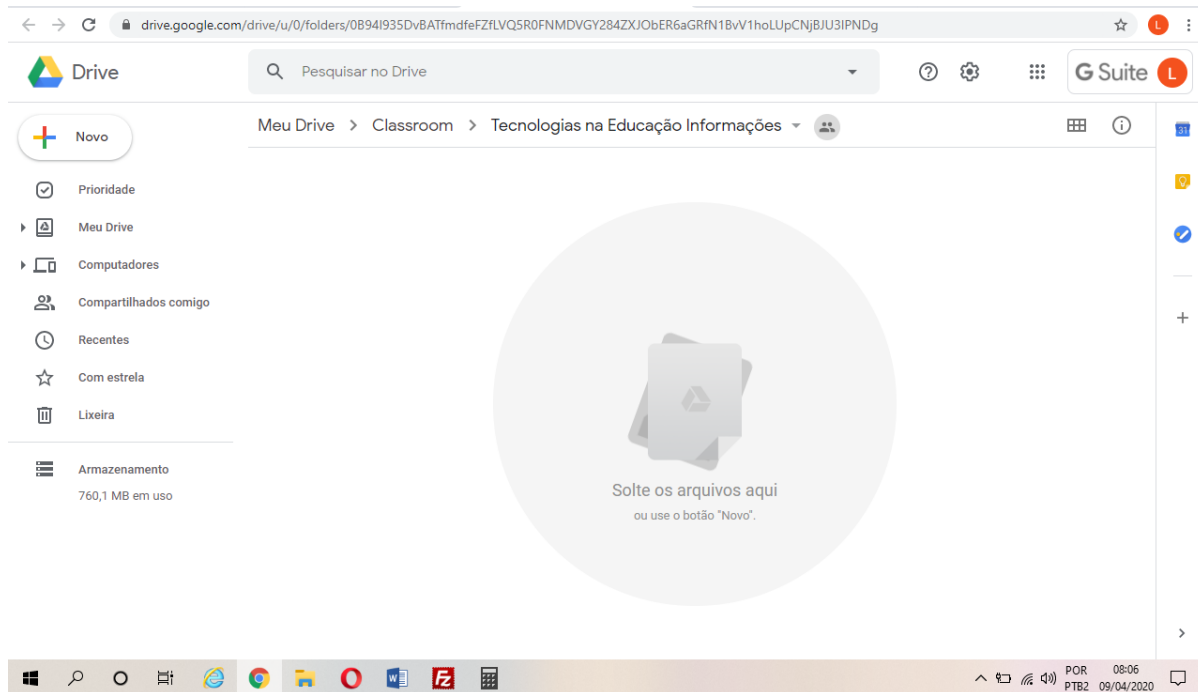 drive.google.com/drive/u/0/folders/0B94I935DvBATfmdfeFZfLVQ5R0FNMDVGY284ZXJObER6aGRfN1BvV1hoLUpCNjBJU3lPNDg
L
Drive
Pesquisar no Drive
G Suite
L
Novo
Meu Drive > Classroom > Tecnologias na Educação Informações
31
Prioridade
Meu Drive
Computadores
Compartilhados comigo
Recentes
Com estrela
Lixeira
Armazenamento
760,1 MB em uso
Solte os arquivos aqui
ou use o botão "Novo".
POR
PTB2
08:06
09/04/2020